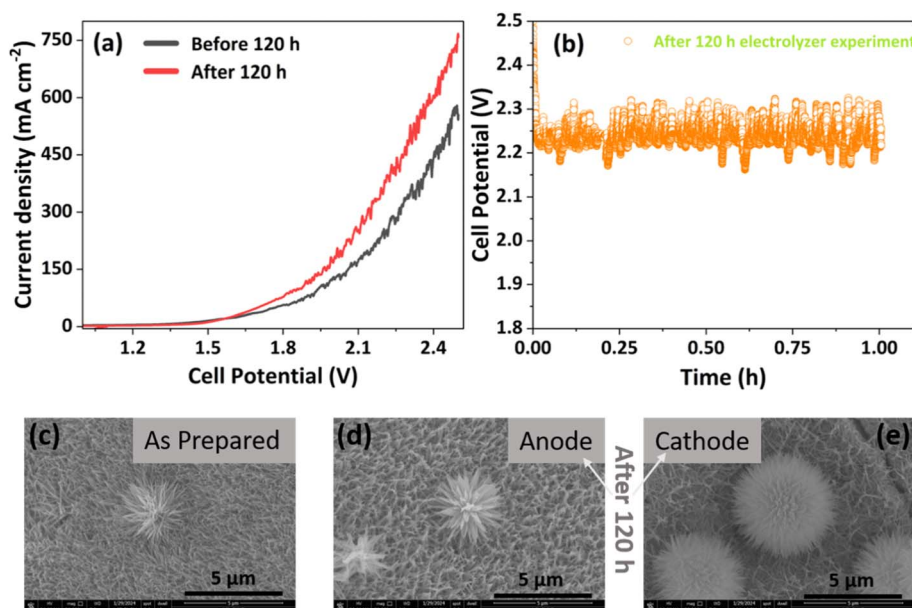 (a)
Before 120 h
After 120 h
Current density (mA cm⁻²)
750
600
450
300
150
0
1.2
1.5
1.8
2.1
2.4
Cell Potential (V)
(b)
After 120 h electrolyzer experiment
Cell Potential (V)
2.5
2.4
2.3
2.2
2.1
2.0
1.9
1.8
0.00
0.25
0.50
0.75
1.00
Time (h)
(c)
As Prepared
5 μm
(d)
Anode
5 μm
After 120 h
Cathode
(e)
5 μm